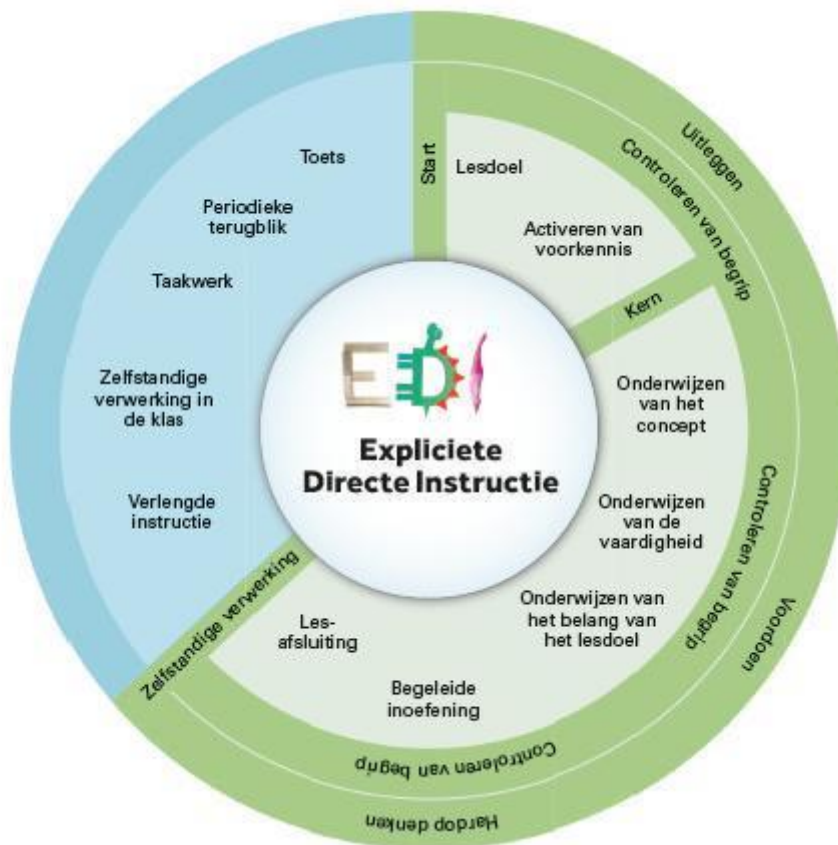 Start
Lesdoel
Activeren van
voorkennis
Kern
Onderwijzen
van het
concept
Onderwijzen
van de
vaardigheid
Onderwijzen van
het belang van
het lesdoel
Begeleide
inoefening
Les-
afsluiting
Zelfstandige verwerking
Verlengde
instructie
Zelfstandige
verwerking in
de klas
Taakwerk
Periodieke
terugblik
Toets
Controleren van begrip
Controleren van begrip
Controleren van begrip
Uitleggen
Voordoen
Hardop denken
EDI
Expliciete
Directe Instructie